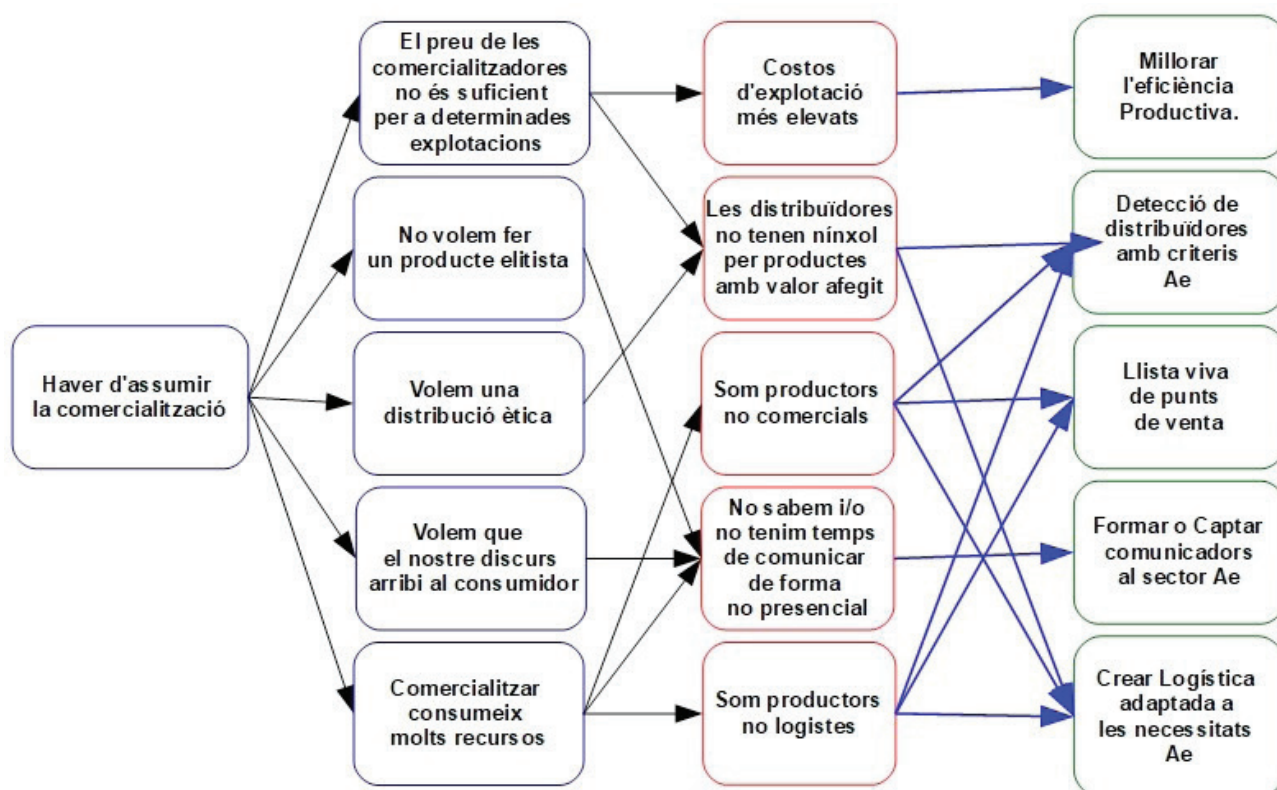 El preu de les
comercialitzadores
no és suficient
per a determinades
explotacions
Costos
d'explotació
més elevats
Millorar
l'eficiència
Productiva.
No volem fer
un producte elitista
Les distribuïdores
no tenen nínxol
per productes
amb valor afegit
Detecció de
distribuïdores
amb criteris
Ae
Haver d'assumir
la comercialització
Volem una
distribució ètica
Som productors
no comercials
Llista viva
de punts
de venta
Volem que
el nostre discurs
arribi al consumidor
No sabem i/o
no tenim temps
de comunicar
de forma
no presencial
Formar o Captar
comunicadors
al sector Ae
Comercialitzar
consumeix
molts recursos
Som productors
no logistes
Crear Logística
adaptada a
les necessitats
Ae